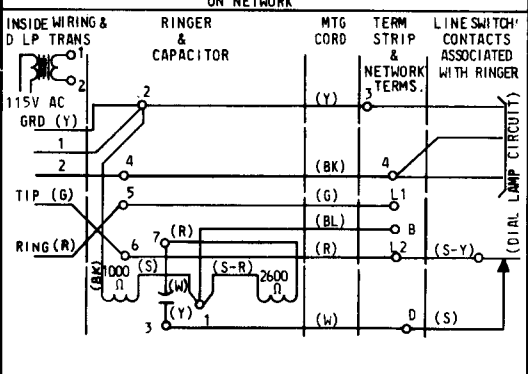 ON NETWORK
INSIDE WIRING & D LP TRANS
RINGER & CAPACITOR
MTG CORD
TERM STRIP & NETWORK TERMS.
LINE SWITCH' CONTACTS ASSOCIATED WITH RINGER
1
2
115V AC
GRD (Y)
2
(Y)
3
1
2
4
(BK)
4
TIP (G)
5
(G)
L1
(BL)
B
7
(R)
RING (R)
6
(R)
L2
(S-Y)
(BK)
1000 Ω
(S)
(W)
(S-R)
2600 Ω
(Y)
1
3
(W)
D
(S)
(DIAL LAMP CIRCUIT)